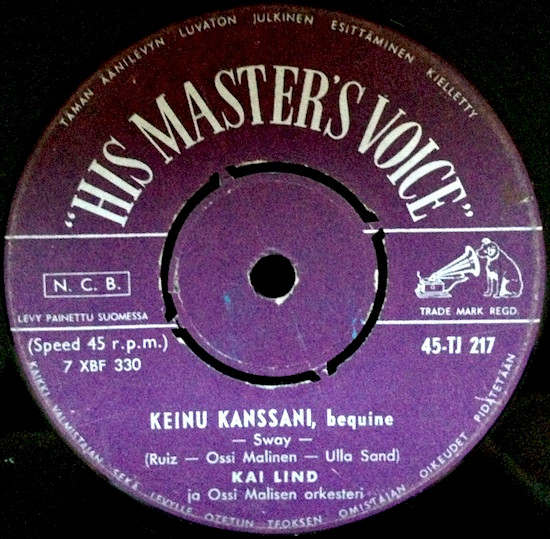 TÄMÄN ÄÄNILEVYN LUVATON JULKINEN ESITTÄMINEN KIELLETTY
"HIS MASTER'S VOICE"
N. C. B.
LEVY PAINETTU SUOMESSA
TRADE MARK REGD.
(Speed 45 r.p.m.)
7 XBF 330
45-TJ 217
KEINU KANSSANI, bequine
— Sway —
(Ruiz — Ossi Malinen — Ulla Sand)
KAI LIND
ja Ossi Malisen orkesteri
KAIKKI VALMISTAJAN SEKÄ LEVYLLE OTETUN TEOKSEN OMISTAJAN OIKEUDET PIDÄTETÄÄN